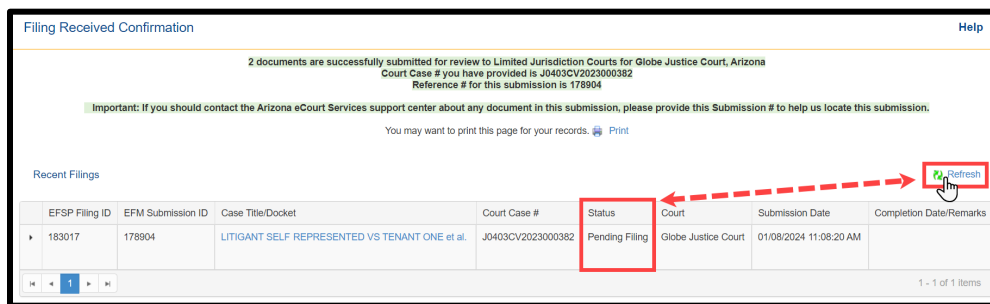 Filing Received Confirmation
Help
2 documents are successfully submitted for review to Limited Jurisdiction Courts for Globe Justice Court, Arizona
Court Case # you have provided is J0403CV2023000382
Reference # for this submission is 178904
Important: If you should contact the Arizona eCourt Services support center about any document in this submission, please provide this Submission # to help us locate this submission.
You may want to print this page for your records. Print
Recent Filings
Refresh
EFSP Filing ID EFM Submission ID Case Title/Docket Court Case # Status Court Submission Date Completion Date/Remarks
183017 178904 LITIGANT SELF REPRESENTED VS TENANT ONE et al. J0403CV2023000382 Pending Filing Globe Justice Court 01/08/2024 11:08:20 AM
1
1 - 1 of 1 items